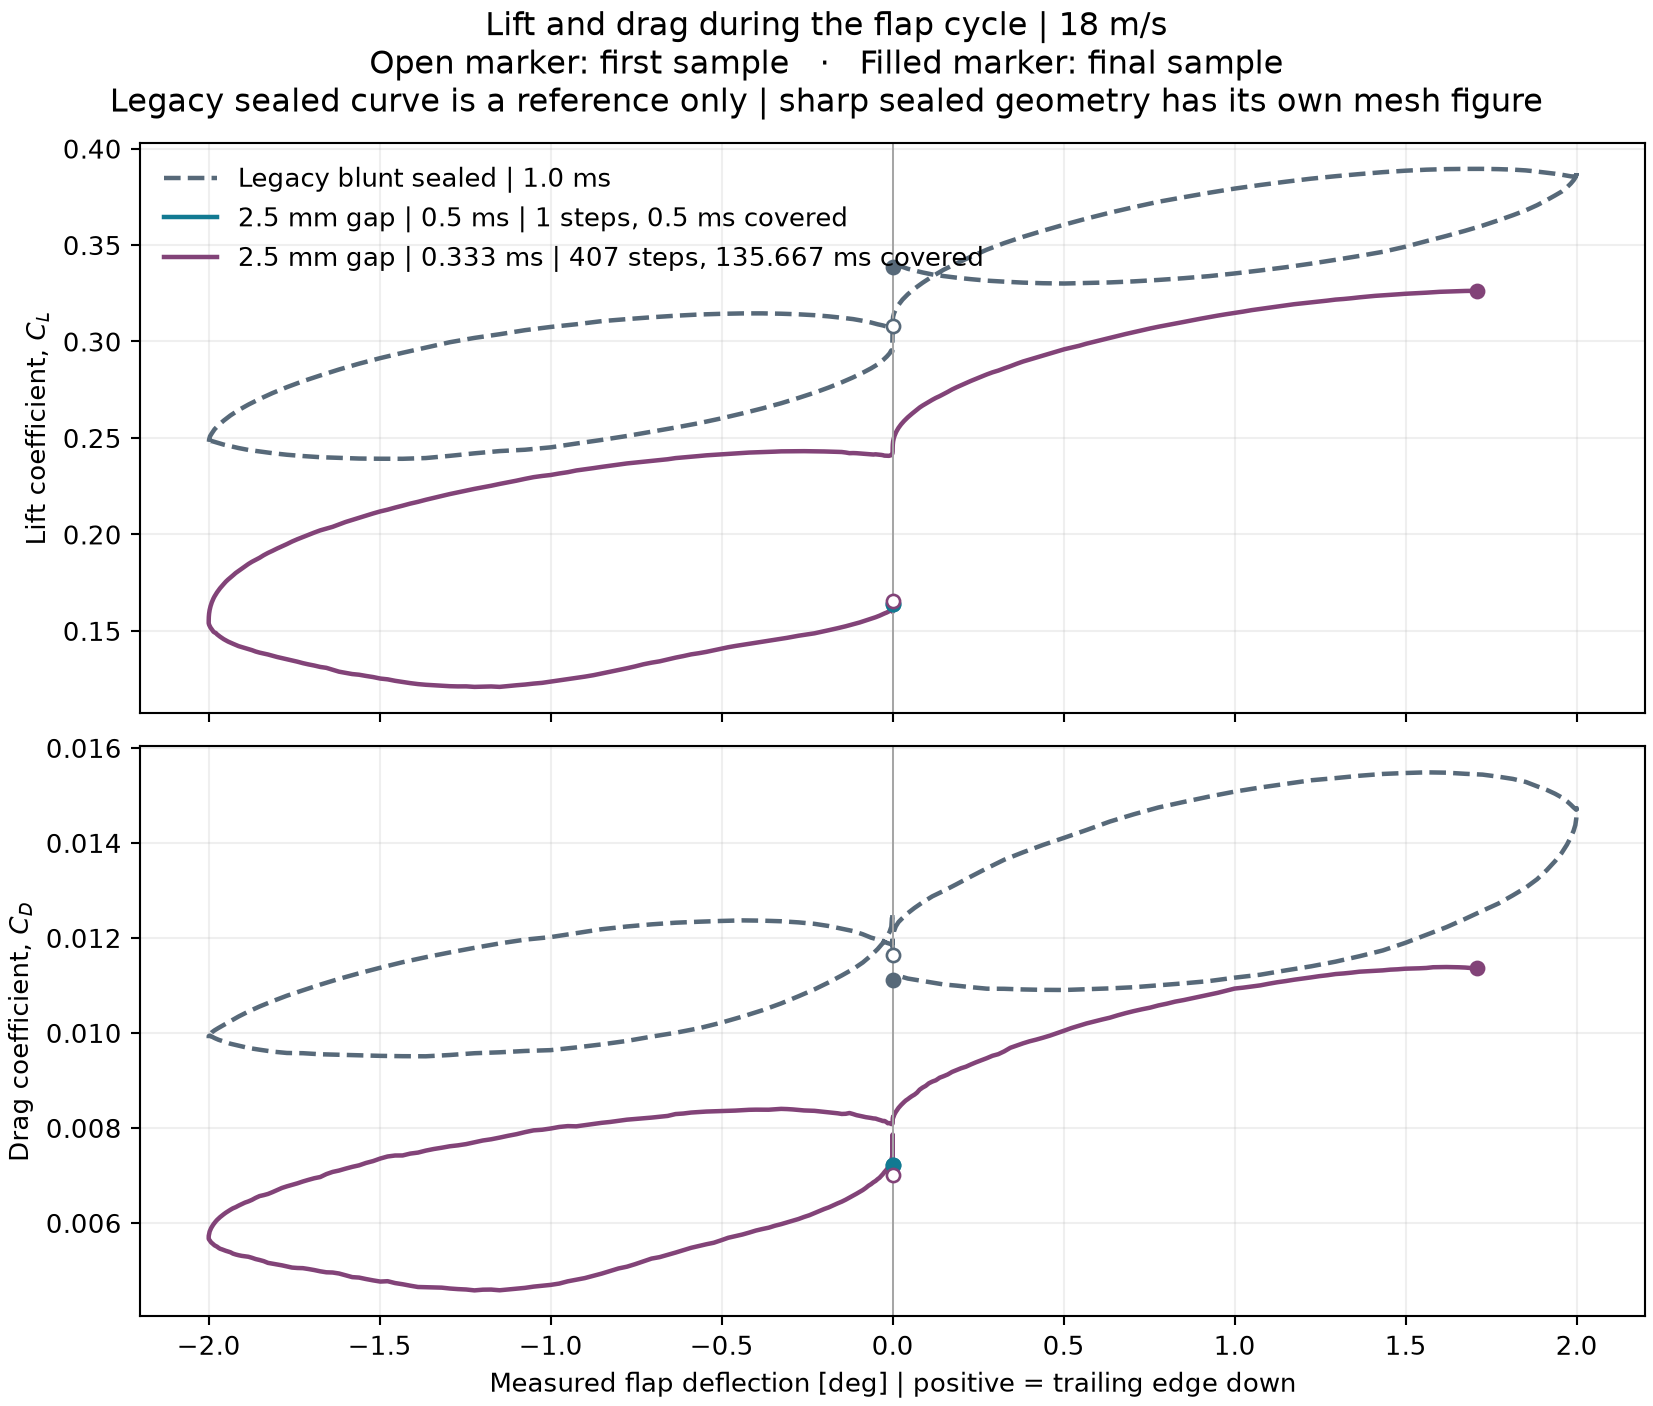 Lift and drag during the flap cycle | 18 m/s
Open marker: first sample · Filled marker: final sample
Legacy sealed curve is a reference only | sharp sealed geometry has its own mesh figure
Legacy blunt sealed | 1.0 ms
2.5 mm gap | 0.5 ms | 1 steps, 0.5 ms covered
2.5 mm gap | 0.333 ms | 407 steps, 135.667 ms covered
Lift coefficient, C_L
0.40
0.35
0.30
0.25
0.20
0.15
Drag coefficient, C_D
0.016
0.014
0.012
0.010
0.008
0.006
−2.0 −1.5 −1.0 −0.5 0.0 0.5 1.0 1.5 2.0
Measured flap deflection [deg] | positive = trailing edge down